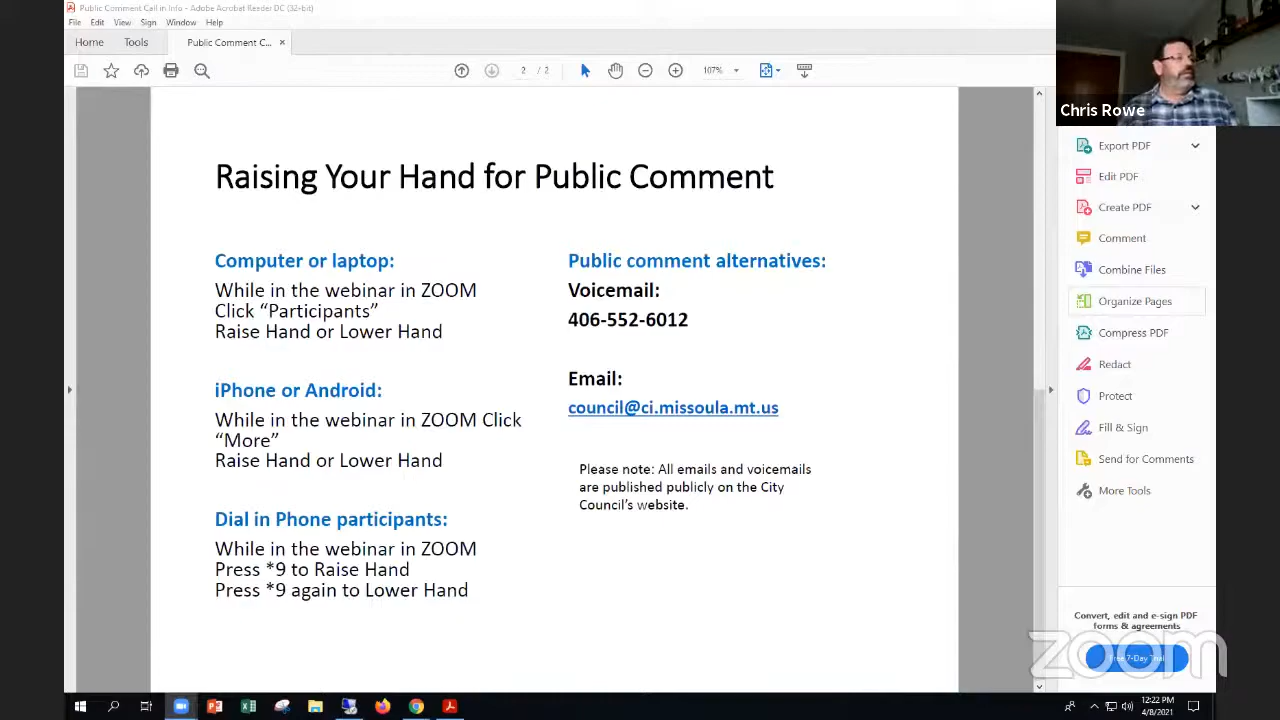 Public Comment Call in Info - Adobe Acrobat Reader DC (32-bit)
File Edit View Sign Window Help
Home Tools Public Comment C... ×
2 / 2 107%
Chris Rowe
Raising Your Hand for Public Comment
Computer or laptop:
While in the webinar in ZOOM
Click “Participants”
Raise Hand or Lower Hand
iPhone or Android:
While in the webinar in ZOOM Click
“More”
Raise Hand or Lower Hand
Dial in Phone participants:
While in the webinar in ZOOM
Press *9 to Raise Hand
Press *9 again to Lower Hand
Public comment alternatives:
Voicemail:
406-552-6012
Email:
council@ci.missoula.mt.us
Please note: All emails and voicemails
are published publicly on the City
Council’s website.
Export PDF
Edit PDF
Create PDF
Comment
Combine Files
Organize Pages
Compress PDF
Redact
Protect
Fill & Sign
Send for Comments
More Tools
Convert, edit and e-sign PDF
forms & agreements
Free 7-Day Trial
zoom
12:22 PM
4/8/2021